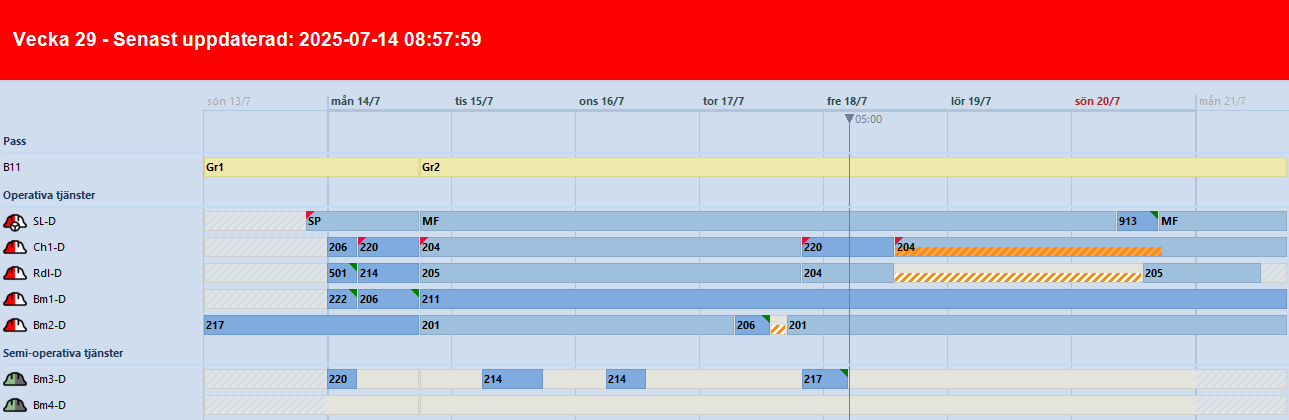 Vecka 29 - Senast uppdaterad: 2025-07-14 08:57:59
sön 13/7 mån 14/7 tis 15/7 ons 16/7 tor 17/7 fre 18/7 lör 19/7 sön 20/7 mån 21/7
05:00
Pass
B11 Gr1 Gr2
Operativa tjänster
SL-D SP MF 913 MF
Ch1-D 206 220 204 220 204
Rdl-D 501 214 205 204 205
Bm1-D 222 206 211
Bm2-D 217 201 206 201
Semi-operativa tjänster
Bm3-D 220 214 214 217
Bm4-D